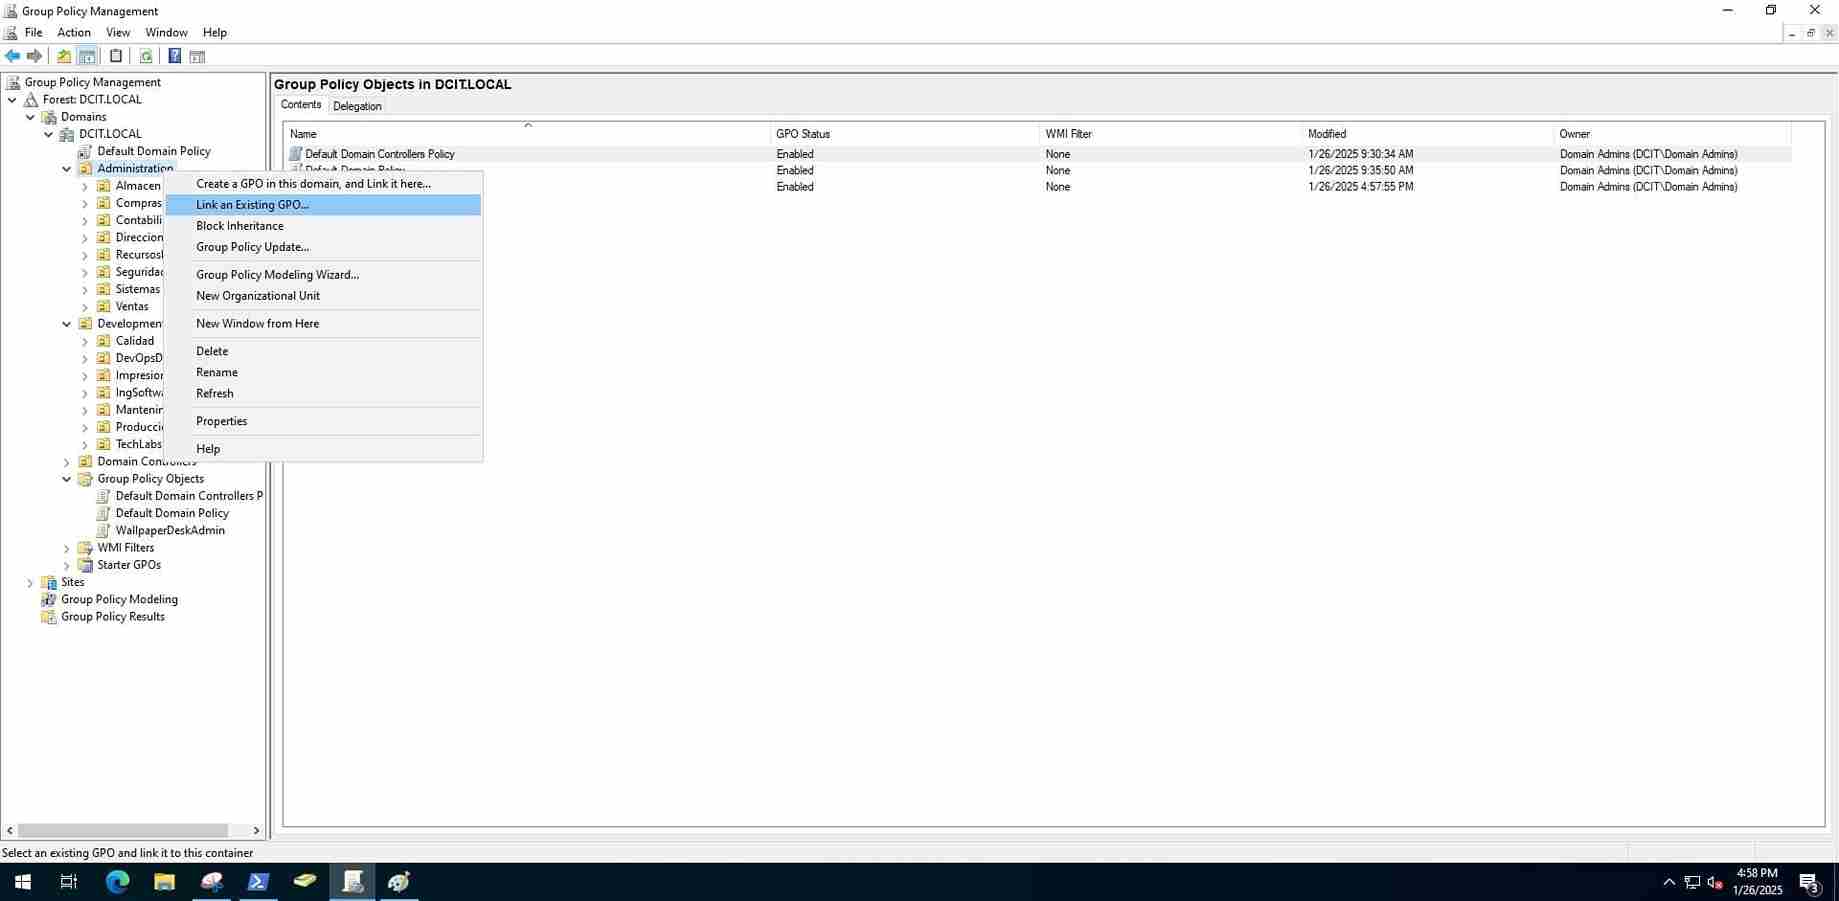 Group Policy Management
File Action View Window Help
Group Policy Management
Forest: DCIT.LOCAL
Domains
DCIT.LOCAL
Default Domain Policy
Administration
Almacen
Compras
Contabili
Direccion
Recursos
Seguridad
Sistemas
Ventas
Development
Calidad
DevOpsD
Impresion
IngSoftwa
Mantenin
Producci
TechLabs
Domain Controllers
Group Policy Objects
Default Domain Controllers P
Default Domain Policy
WallpaperDeskAdmin
WMI Filters
Starter GPOs
Sites
Group Policy Modeling
Group Policy Results
Create a GPO in this domain, and Link it here...
Link an Existing GPO...
Block Inheritance
Group Policy Update...
Group Policy Modeling Wizard...
New Organizational Unit
New Window from Here
Delete
Rename
Refresh
Properties
Help
Group Policy Objects in DCIT.LOCAL
Contents Delegation
Name GPO Status WMI Filter Modified Owner
Default Domain Controllers Policy Enabled None 1/26/2025 9:30:34 AM Domain Admins (DCIT\Domain Admins)
Default Domain Policy Enabled None 1/26/2025 9:35:50 AM Domain Admins (DCIT\Domain Admins)
Enabled None 1/26/2025 4:57:55 PM Domain Admins (DCIT\Domain Admins)
Select an existing GPO and link it to this container
4:58 PM
1/26/2025
3